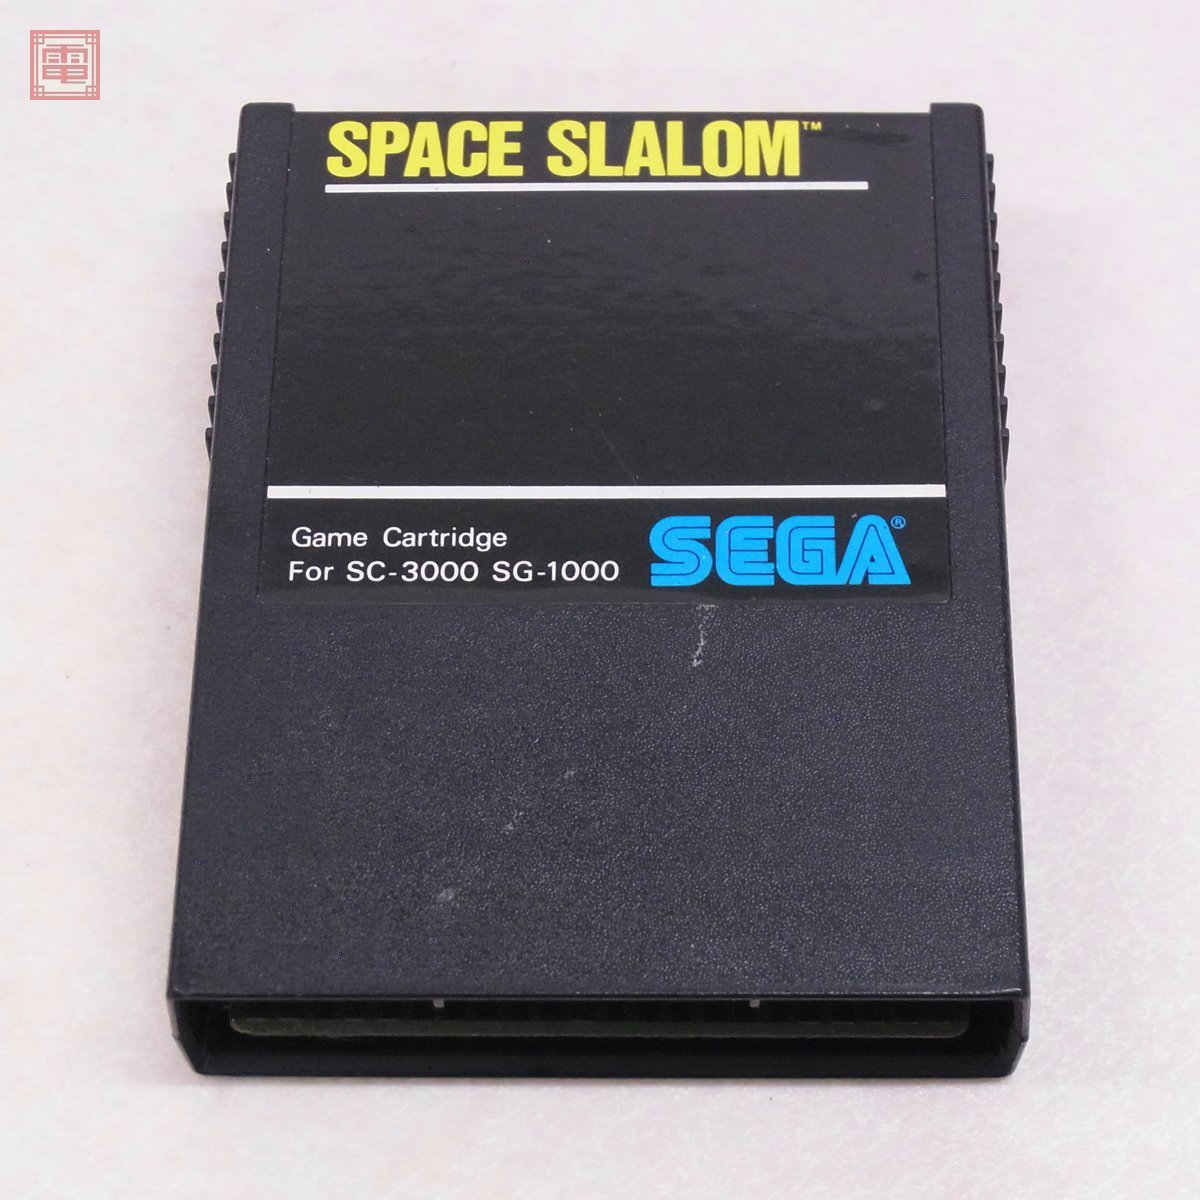 電
SPACE SLALOM™
Game Cartridge
For SC-3000 SG-1000
SEGA®